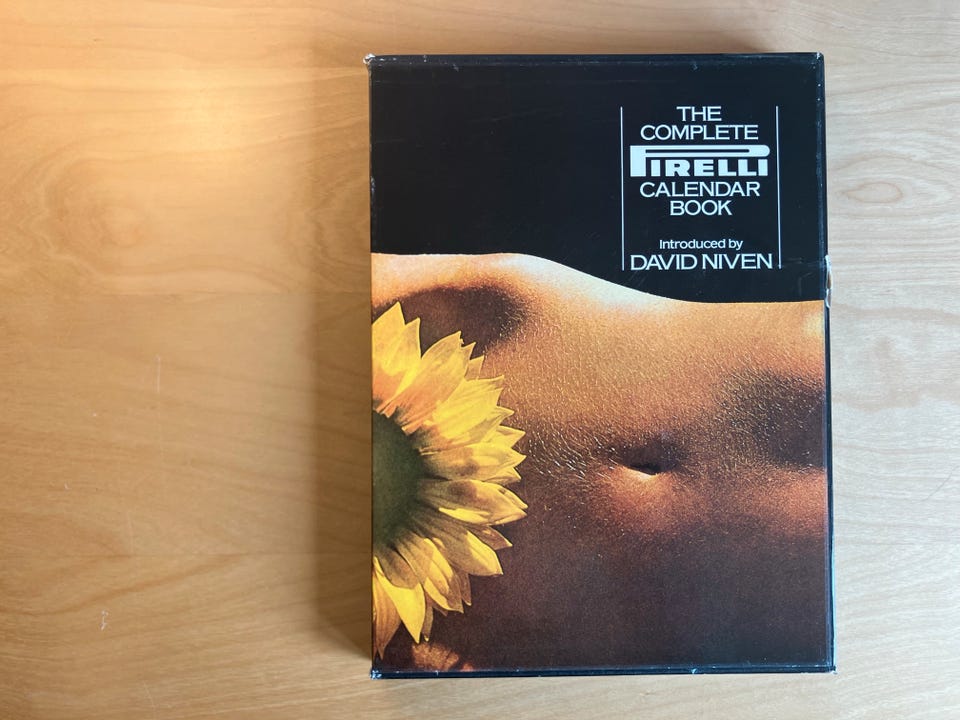 THE
COMPLETE
PIRELLI
CALENDAR
BOOK
Introduced by
DAVID NIVEN